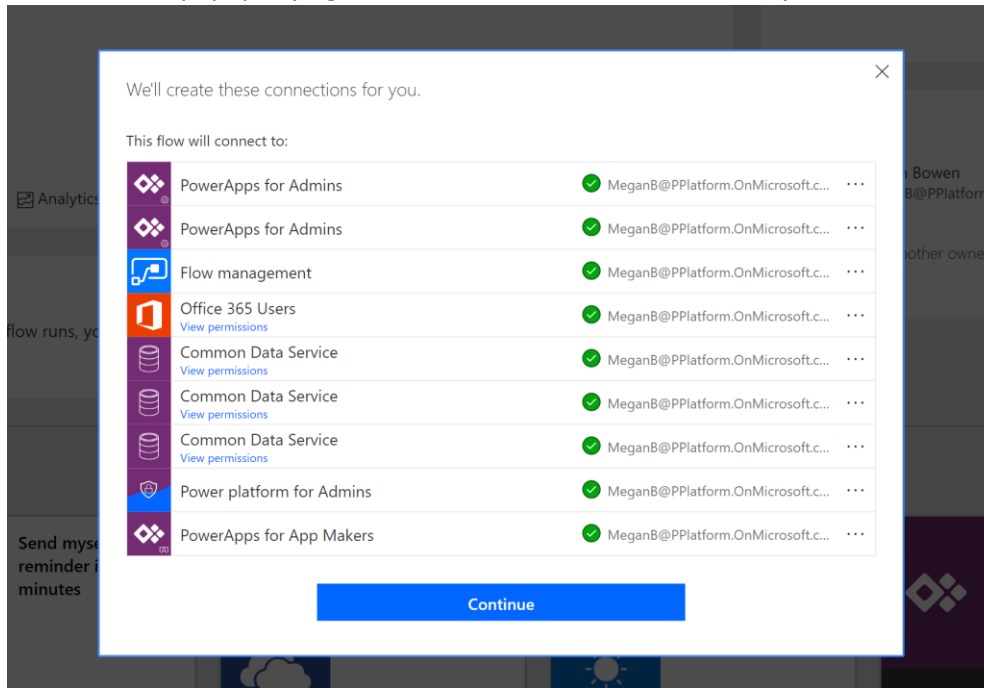 We'll create these connections for you.
This flow will connect to:
PowerApps for Admins MeganB@PPlatform.OnMicrosoft.c... ...
PowerApps for Admins MeganB@PPlatform.OnMicrosoft.c... ...
Flow management MeganB@PPlatform.OnMicrosoft.c... ...
Office 365 Users MeganB@PPlatform.OnMicrosoft.c... ...
View permissions
Common Data Service MeganB@PPlatform.OnMicrosoft.c... ...
View permissions
Common Data Service MeganB@PPlatform.OnMicrosoft.c... ...
View permissions
Common Data Service MeganB@PPlatform.OnMicrosoft.c... ...
View permissions
Power platform for Admins MeganB@PPlatform.OnMicrosoft.c... ...
PowerApps for App Makers MeganB@PPlatform.OnMicrosoft.c... ...
Continue
Analytics
flow runs, yo
Send myse
reminder i
minutes
n Bowen
B@PPlatforr
nother owne